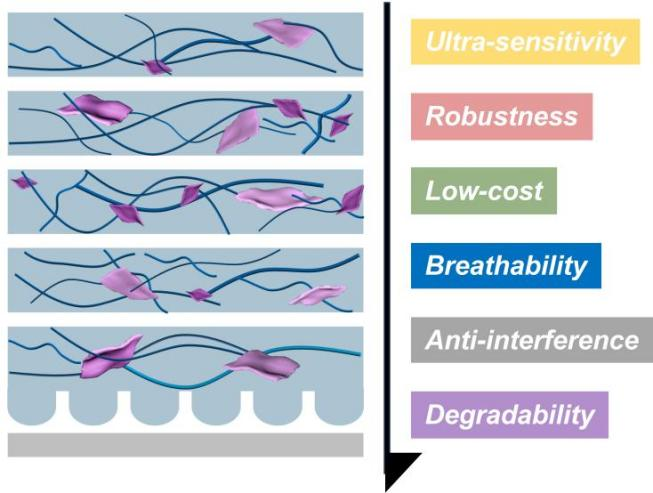 Ultra-sensitivity
Robustness
Low-cost
Breathability
Anti-interference
Degradability